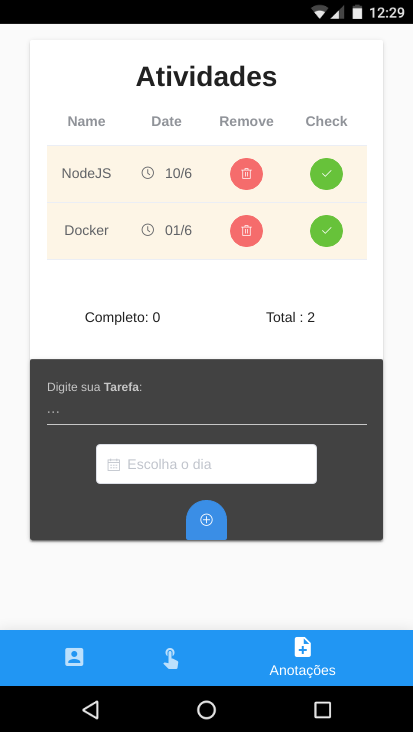 12:29
Atividades
Name Date Remove Check
NodeJS 10/6
Docker 01/6
Completo: 0 Total : 2
Digite sua Tarefa:
...
Escolha o dia
Anotações